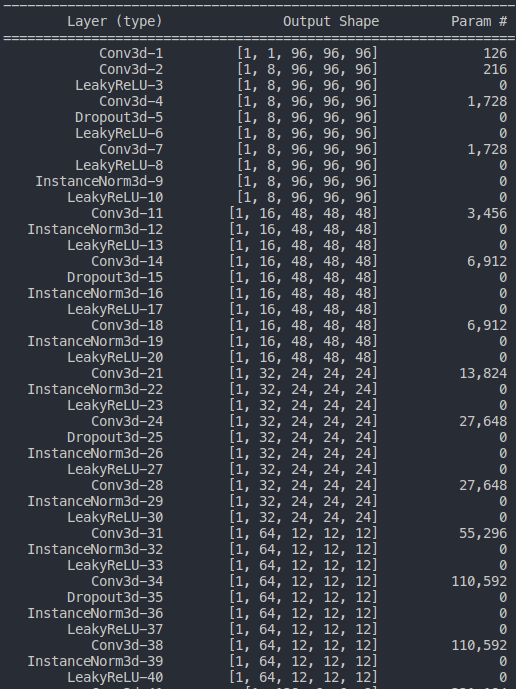 Layer (type) Output Shape Param #
================================================================
Conv3d-1 [1, 1, 96, 96, 96] 126
Conv3d-2 [1, 8, 96, 96, 96] 216
LeakyReLU-3 [1, 8, 96, 96, 96] 0
Conv3d-4 [1, 8, 96, 96, 96] 1,728
Dropout3d-5 [1, 8, 96, 96, 96] 0
LeakyReLU-6 [1, 8, 96, 96, 96] 0
Conv3d-7 [1, 8, 96, 96, 96] 1,728
LeakyReLU-8 [1, 8, 96, 96, 96] 0
InstanceNorm3d-9 [1, 8, 96, 96, 96] 0
LeakyReLU-10 [1, 8, 96, 96, 96] 0
Conv3d-11 [1, 16, 48, 48, 48] 3,456
InstanceNorm3d-12 [1, 16, 48, 48, 48] 0
LeakyReLU-13 [1, 16, 48, 48, 48] 0
Conv3d-14 [1, 16, 48, 48, 48] 6,912
Dropout3d-15 [1, 16, 48, 48, 48] 0
InstanceNorm3d-16 [1, 16, 48, 48, 48] 0
LeakyReLU-17 [1, 16, 48, 48, 48] 0
Conv3d-18 [1, 16, 48, 48, 48] 6,912
InstanceNorm3d-19 [1, 16, 48, 48, 48] 0
LeakyReLU-20 [1, 16, 48, 48, 48] 0
Conv3d-21 [1, 32, 24, 24, 24] 13,824
InstanceNorm3d-22 [1, 32, 24, 24, 24] 0
LeakyReLU-23 [1, 32, 24, 24, 24] 0
Conv3d-24 [1, 32, 24, 24, 24] 27,648
Dropout3d-25 [1, 32, 24, 24, 24] 0
InstanceNorm3d-26 [1, 32, 24, 24, 24] 0
LeakyReLU-27 [1, 32, 24, 24, 24] 0
Conv3d-28 [1, 32, 24, 24, 24] 27,648
InstanceNorm3d-29 [1, 32, 24, 24, 24] 0
LeakyReLU-30 [1, 32, 24, 24, 24] 0
Conv3d-31 [1, 64, 12, 12, 12] 55,296
InstanceNorm3d-32 [1, 64, 12, 12, 12] 0
LeakyReLU-33 [1, 64, 12, 12, 12] 0
Conv3d-34 [1, 64, 12, 12, 12] 110,592
Dropout3d-35 [1, 64, 12, 12, 12] 0
InstanceNorm3d-36 [1, 64, 12, 12, 12] 0
LeakyReLU-37 [1, 64, 12, 12, 12] 0
Conv3d-38 [1, 64, 12, 12, 12] 110,592
InstanceNorm3d-39 [1, 64, 12, 12, 12] 0
LeakyReLU-40 [1, 64, 12, 12, 12] 0